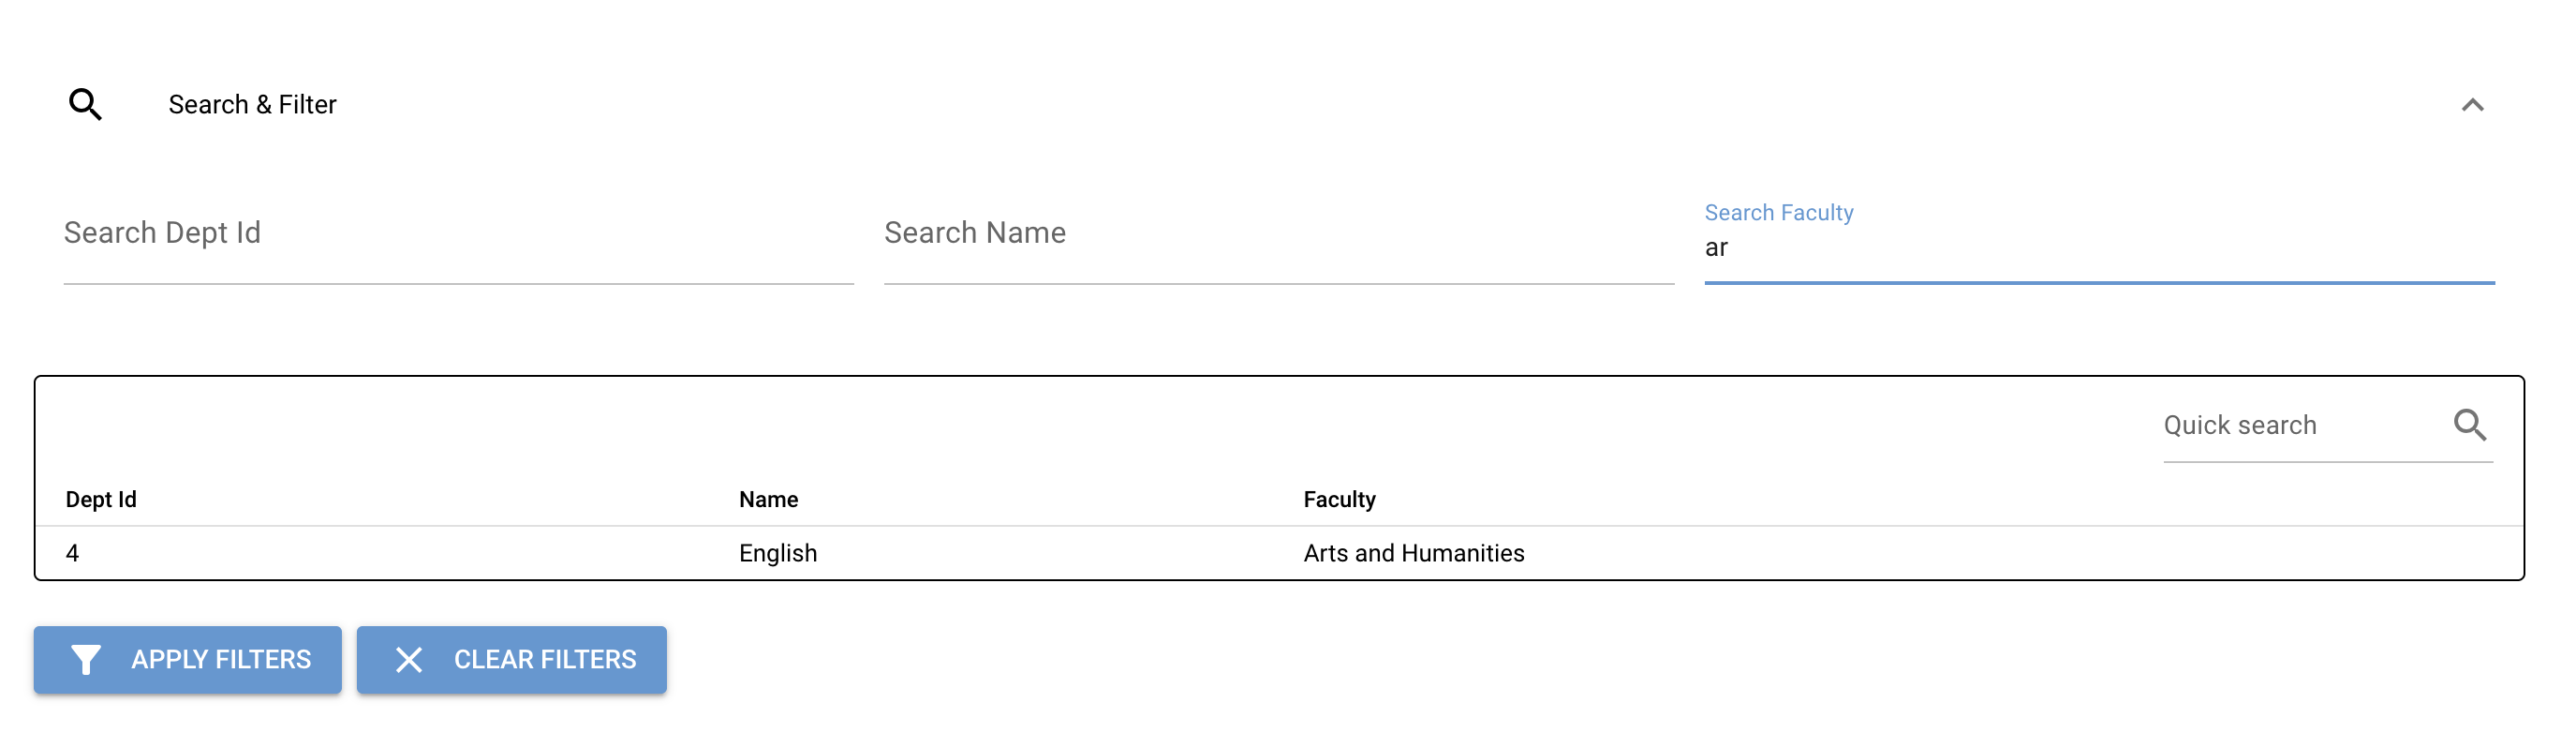 Search & Filter
Search Dept Id
Search Name
Search Faculty
ar
Quick search
Dept Id Name Faculty
4 English Arts and Humanities
APPLY FILTERS CLEAR FILTERS